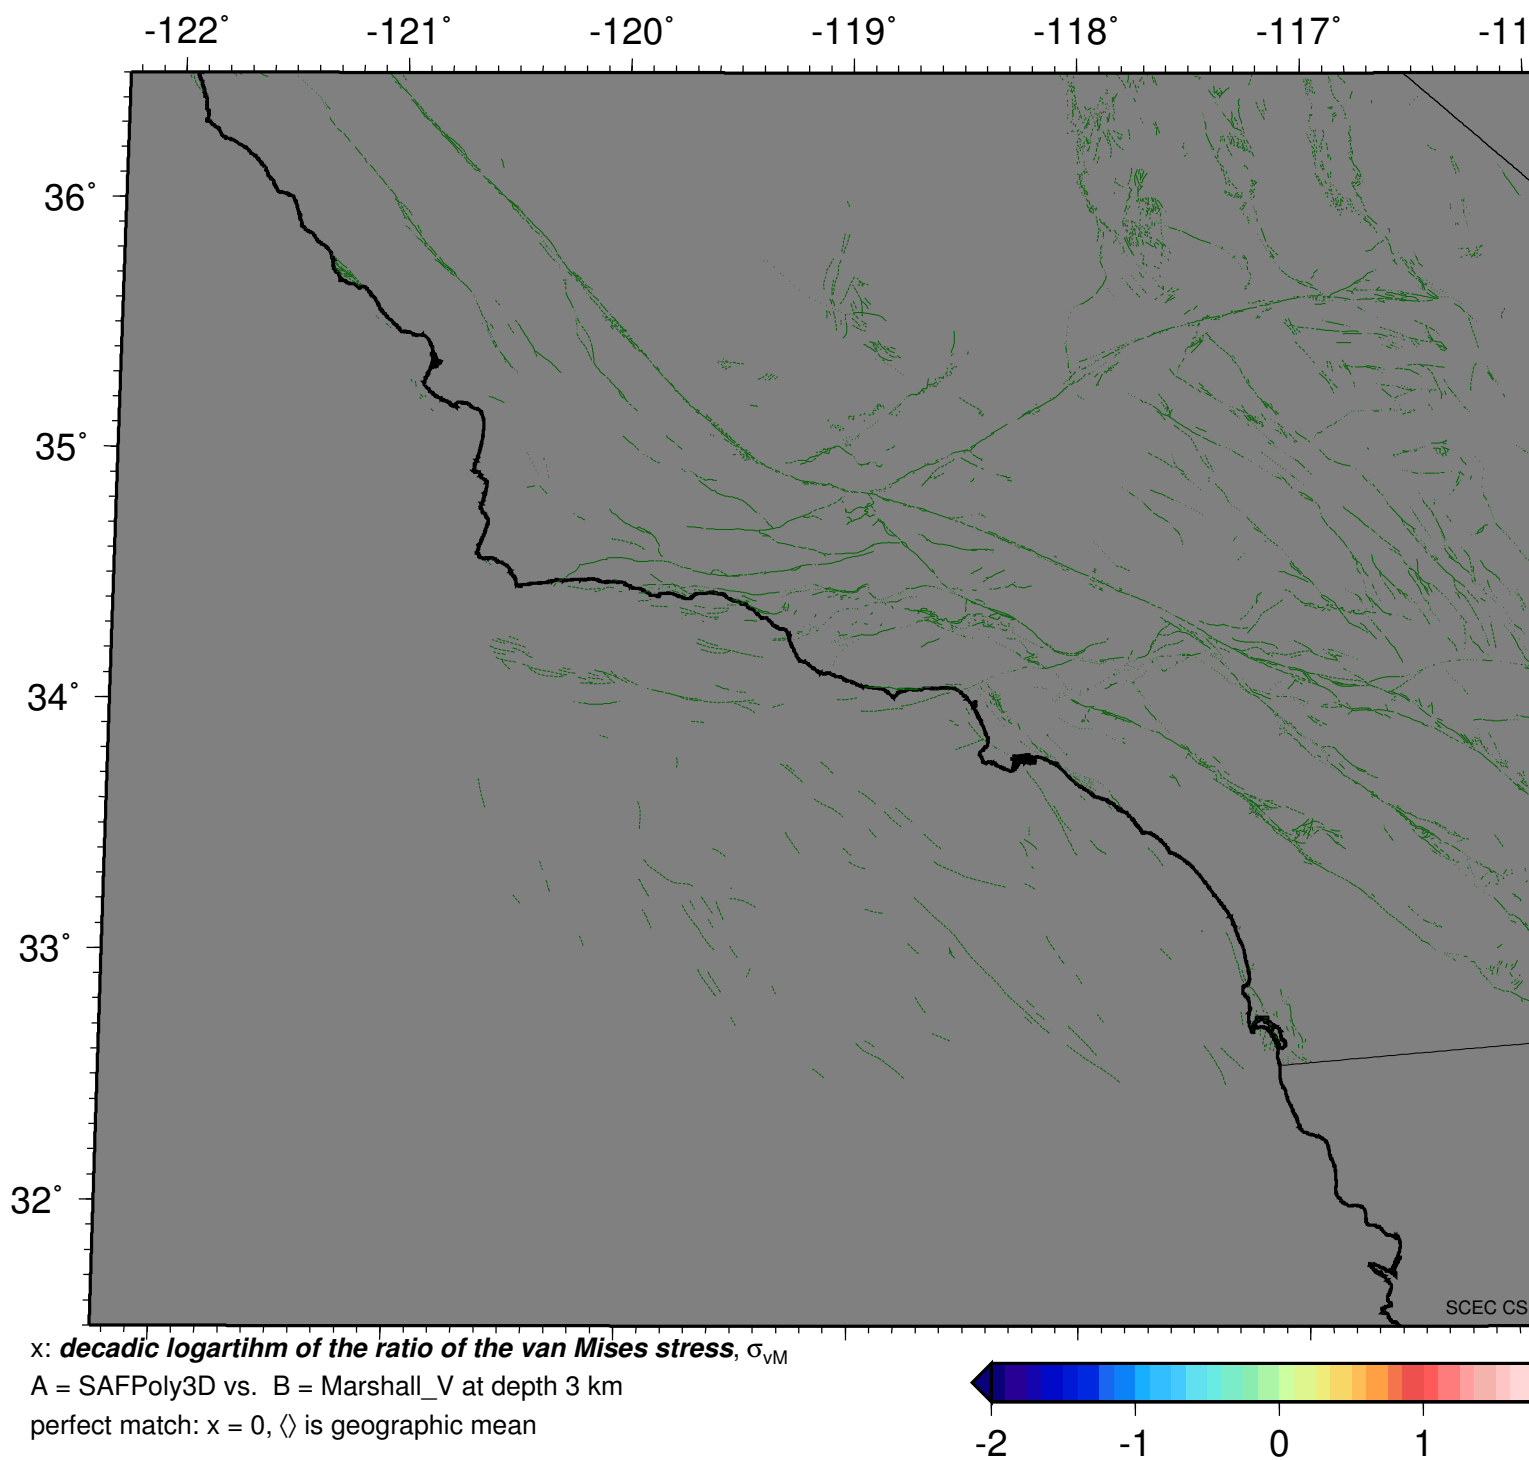 -122˚ -121˚ -120˚ -119˚ -118˚ -117˚ -11
36˚
35˚
34˚
33˚
32˚
SCEC CS
x: decadic logartihm of the ratio of the van Mises stress, σvM
A = SAFPoly3D vs. B = Marshall_V at depth 3 km
perfect match: x = 0, ⟨⟩ is geographic mean
-2 -1 0 1